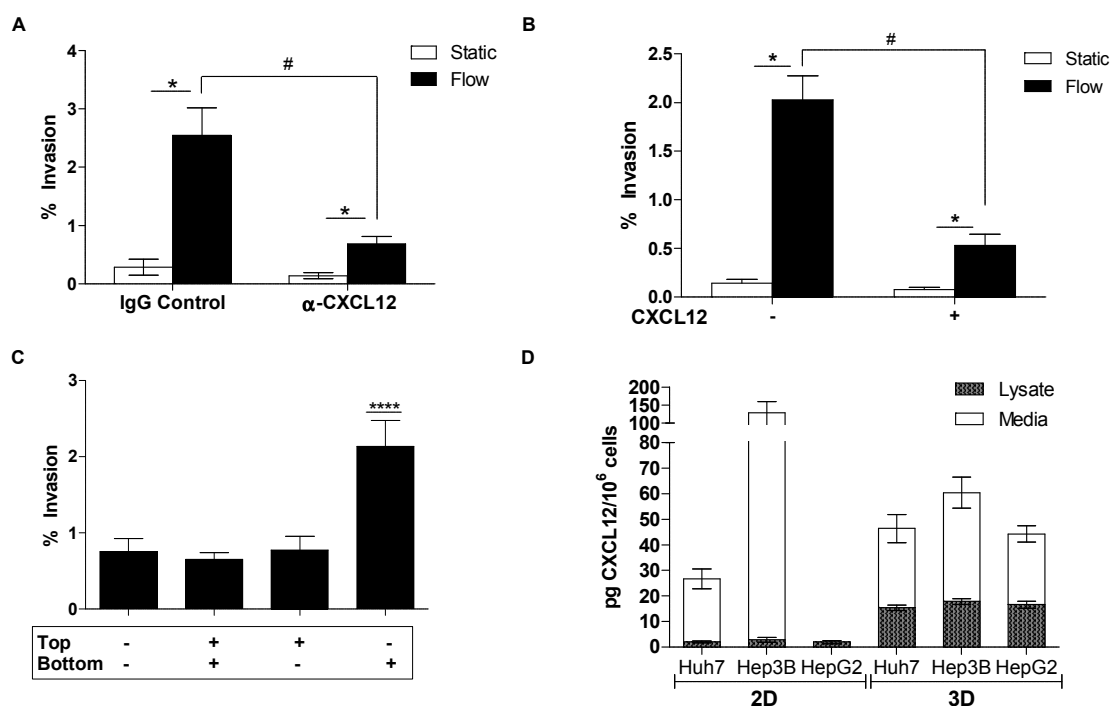 A
4
3
2
1
0
% Invasion
Static
Flow
#
*
*
IgG Control
α-CXCL12
B
2.5
2.0
1.5
1.0
0.5
0.0
% Invasion
Static
Flow
#
*
*
CXCL12 - +
C
3
2
1
0
% Invasion
****
Top - + + -
Bottom - + - +
D
200
150
100
80
70
60
50
40
30
20
10
0
pg CXCL12/10⁶ cells
Lysate
Media
Huh7 Hep3B HepG2 Huh7 Hep3B HepG2
2D 3D